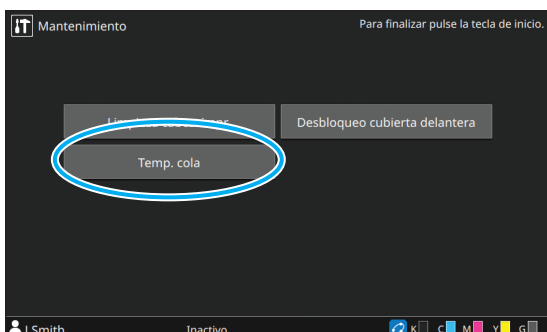 Mantenimiento
Para finalizar pulse la tecla de inicio.
Desbloqueo cubierta delantera
Temp. cola
J.Smith Inactivo K C M Y G